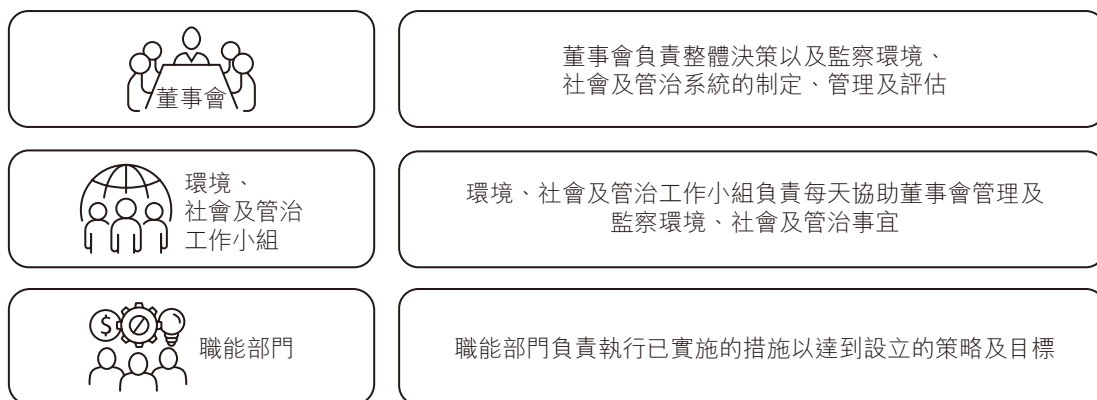 董事會
董事會負責整體決策以及監察環境、
社會及管治系統的制定、管理及評估
環境、
社會及管治
工作小組
環境、社會及管治工作小組負責每天協助董事會管理及
監察環境、社會及管治事宜
$
職能部門
職能部門負責執行已實施的措施以達到設立的策略及目標